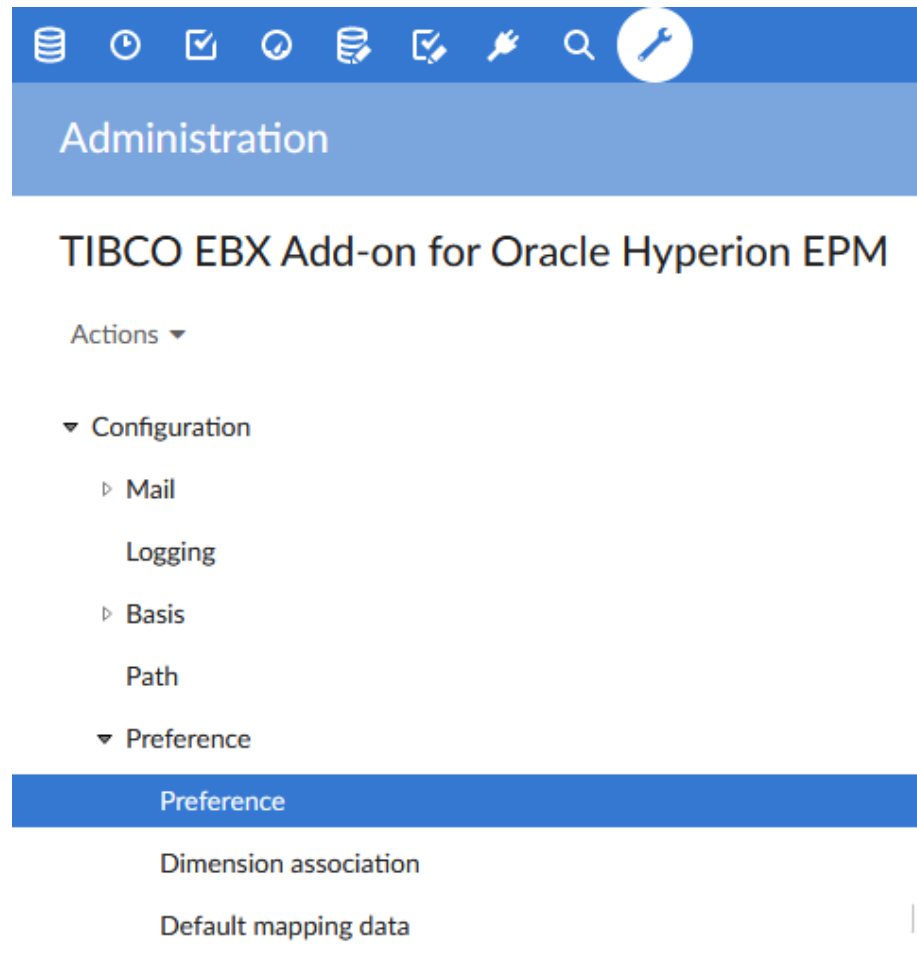 Administration
TIBCO EBX Add-on for Oracle Hyperion EPM
Actions
Configuration
Mail
Logging
Basis
Path
Preference
Preference
Dimension association
Default mapping data